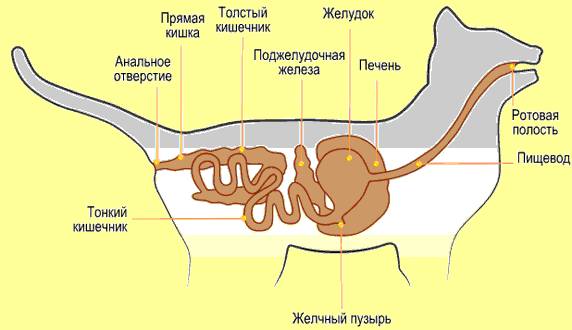 Прямая
кишка
Толстый
кишечник
Желудок
Анальное
отверстие
Поджелудочная
железа
Печень
Ротовая
полость
Пищевод
Тонкий
кишечник
Желчный пузырь